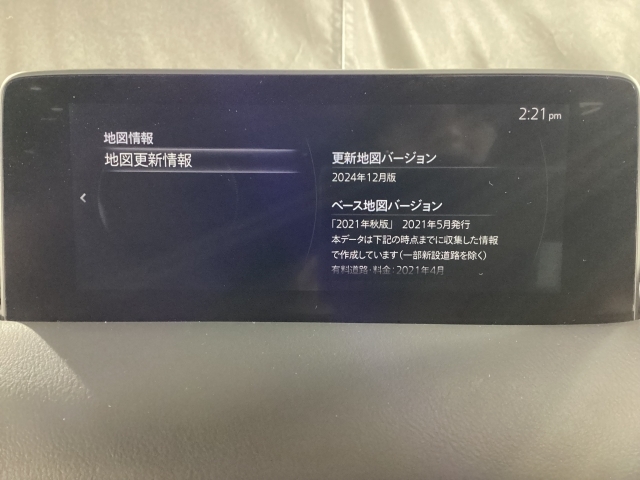 2:21pm
地図情報
地図更新情報
更新地図バージョン
2024年12月版
ベース地図バージョン
「2021年秋版」 2021年5月発行
本データは下記の時点までに収集した情報
で作成しています(一部新設道路を除く)
有料道路・料金:2021年4月